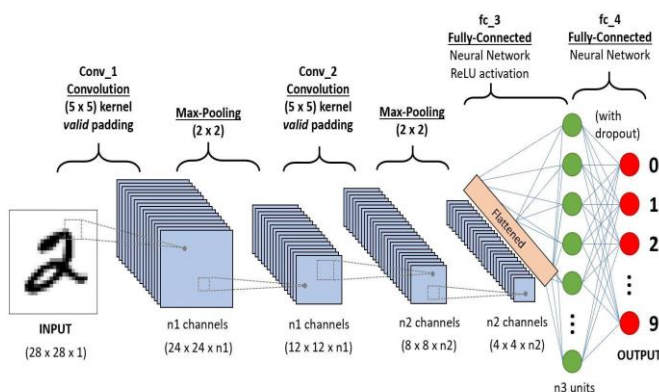 Conv_1
Convolution
(5 x 5) kernel
valid padding
Max-Pooling
(2 x 2)
Conv_2
Convolution
(5 x 5) kernel
valid padding
Max-Pooling
(2 x 2)
fc_3
Fully-Connected
Neural Network
ReLU activation
fc_4
Fully-Connected
Neural Network
(with
dropout)
Flattened
0
1
2
9
2
INPUT
(28 x 28 x 1)
n1 channels
(24 x 24 x n1)
n1 channels
(12 x 12 x n1)
n2 channels
(8 x 8 x n2)
n2 channels
(4 x 4 x n2)
OUTPUT
n3 units